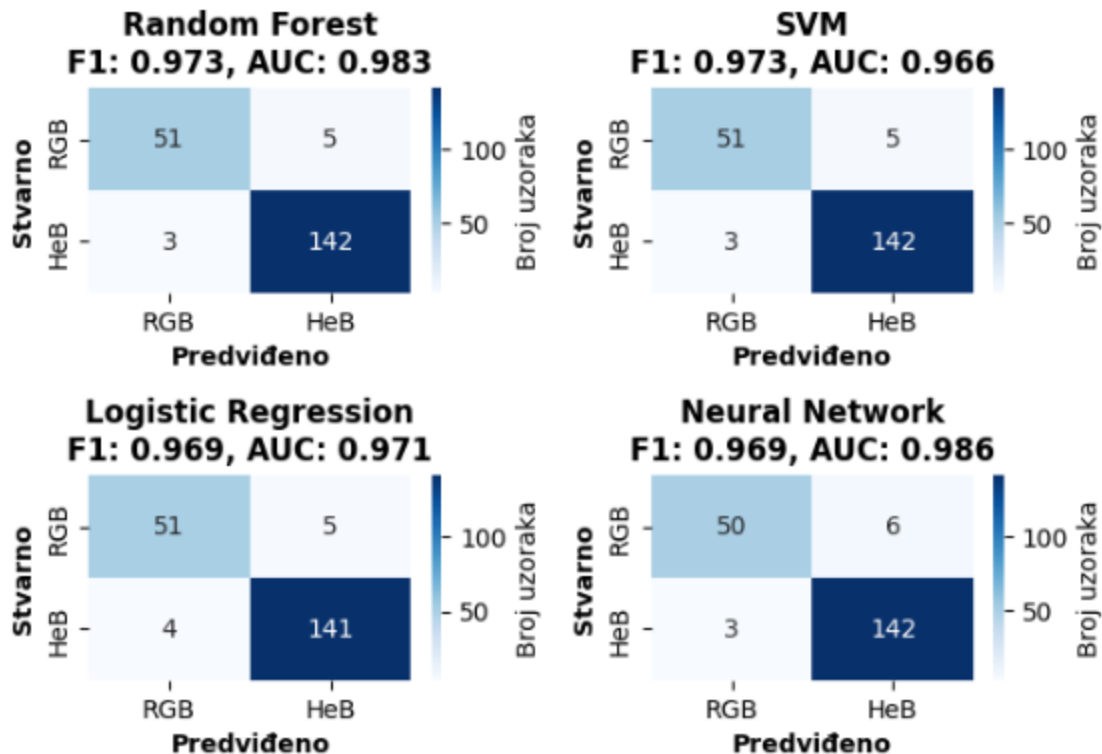 Random Forest
F1: 0.973, AUC: 0.983
Stvarno
RGB
HeB
51
5
3
142
RGB
HeB
Predviđeno
100
50
Broj uzoraka
SVM
F1: 0.973, AUC: 0.966
Stvarno
RGB
HeB
51
5
3
142
RGB
HeB
Predviđeno
100
50
Broj uzoraka
Logistic Regression
F1: 0.969, AUC: 0.971
Stvarno
RGB
HeB
51
5
4
141
RGB
HeB
Predviđeno
100
50
Broj uzoraka
Neural Network
F1: 0.969, AUC: 0.986
Stvarno
RGB
HeB
50
6
3
142
RGB
HeB
Predviđeno
100
50
Broj uzoraka